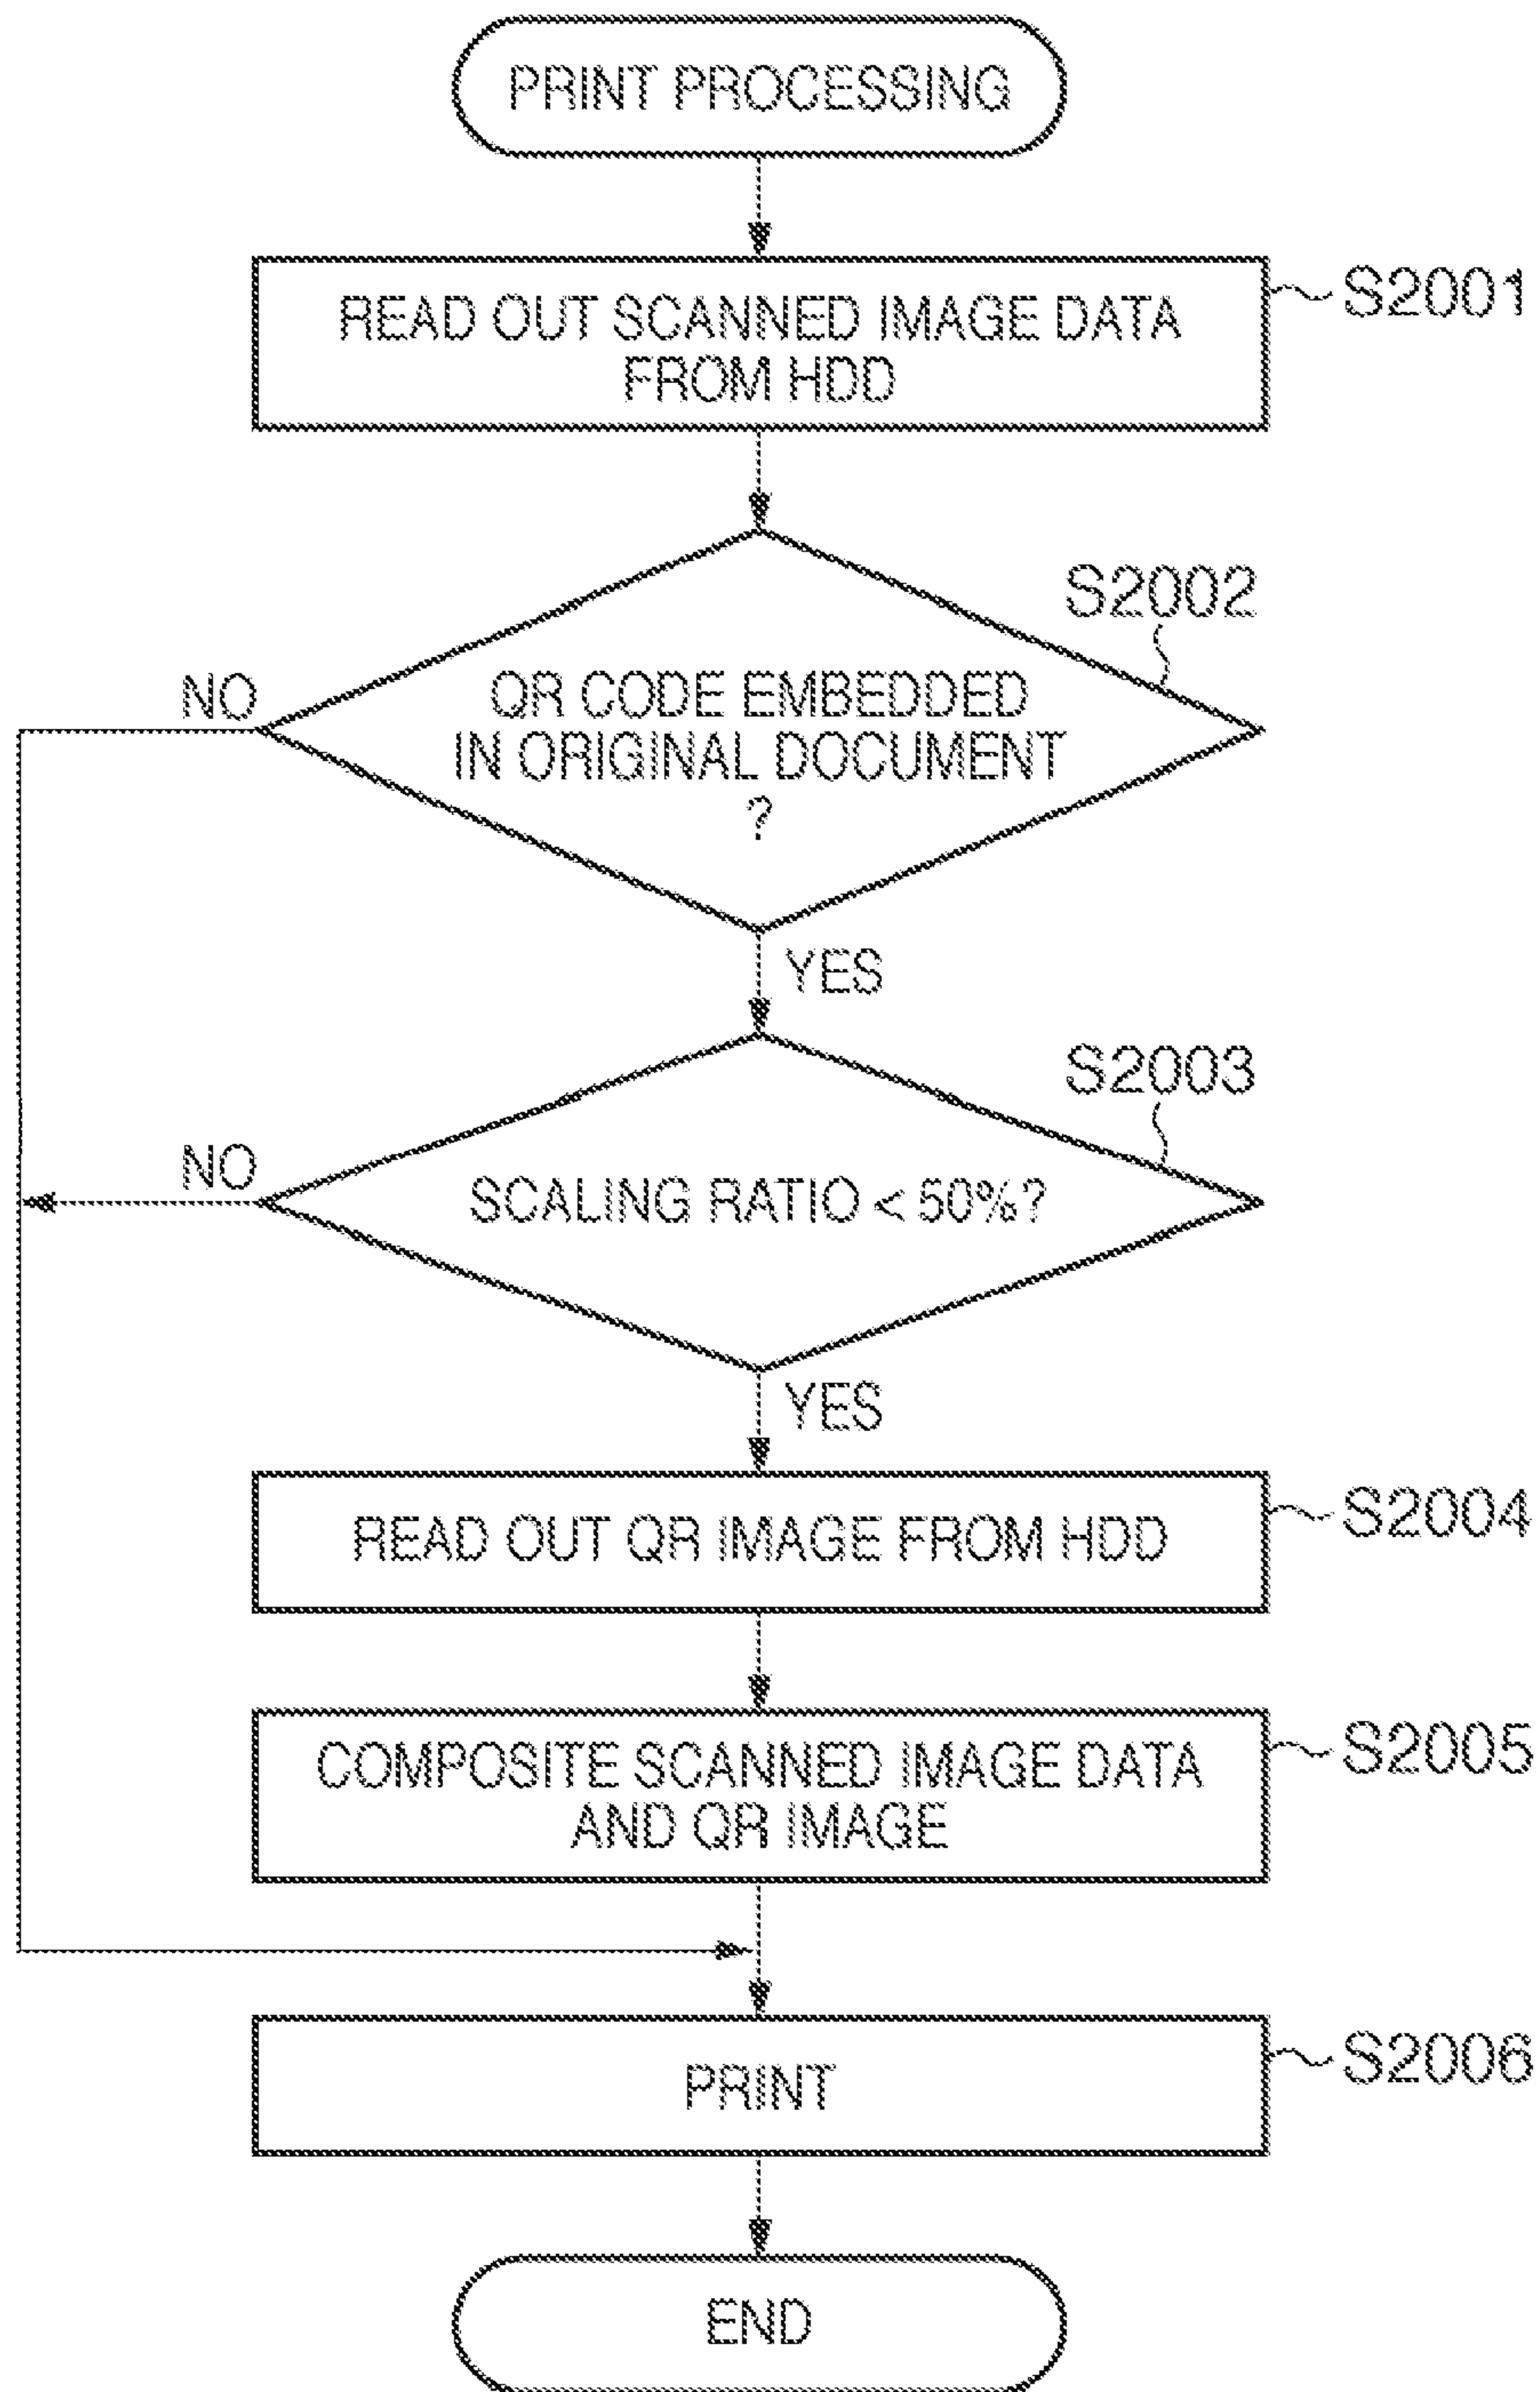 PRINT PROCESSING
READ OUT SCANNED IMAGE DATA
FROM HDD
S2001
S2002
QR CODE EMBEDDED
IN ORIGINAL DOCUMENT
?
NO
YES
S2003
SCALING RATIO < 50%?
NO
YES
READ OUT QR IMAGE FROM HDD
S2004
COMPOSITE SCANNED IMAGE DATA
AND QR IMAGE
S2005
PRINT
S2006
END